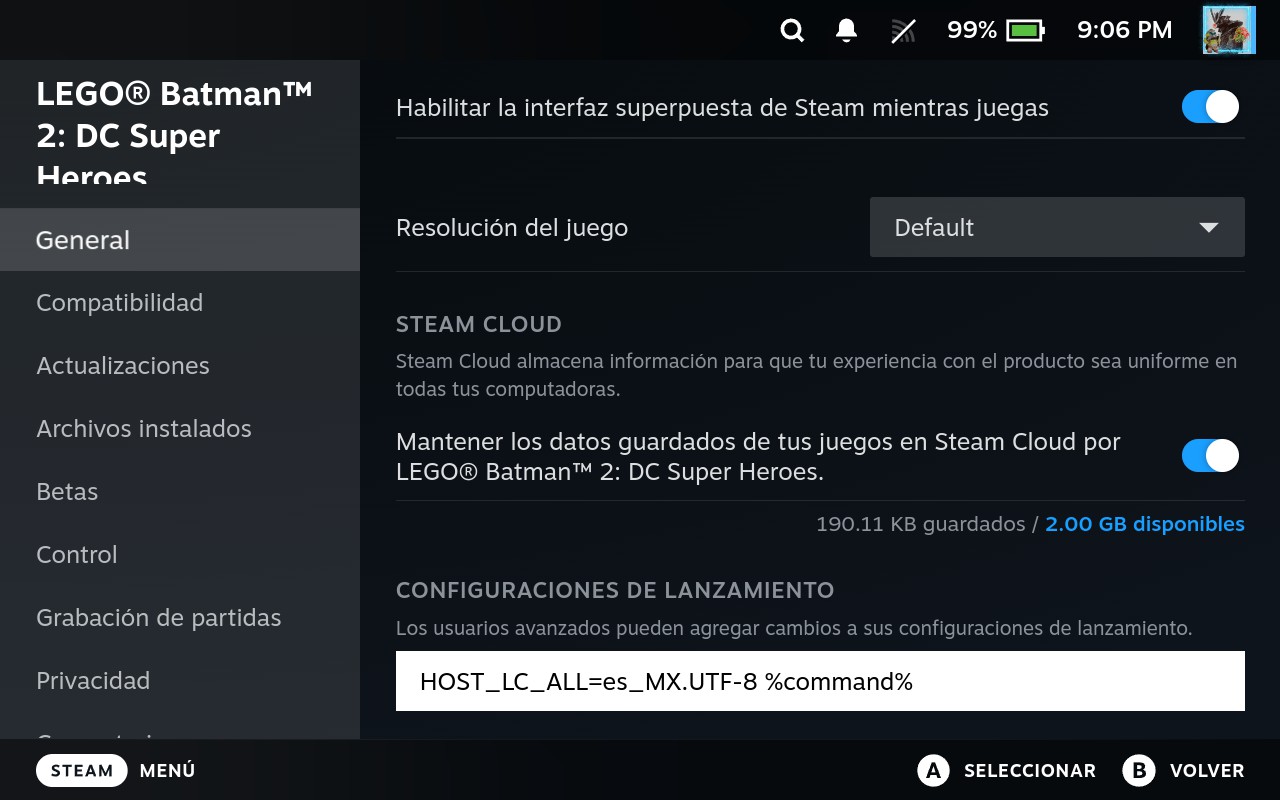 99%
9:06 PM
LEGO® Batman™
2: DC Super
Heroes
General
Compatibilidad
Actualizaciones
Archivos instalados
Betas
Control
Grabación de partidas
Privacidad
Habilitar la interfaz superpuesta de Steam mientras juegas
Resolución del juego
Default
STEAM CLOUD
Steam Cloud almacena información para que tu experiencia con el producto sea uniforme en
todas tus computadoras.
Mantener los datos guardados de tus juegos en Steam Cloud por
LEGO® Batman™ 2: DC Super Heroes.
190.11 KB guardados / 2.00 GB disponibles
CONFIGURACIONES DE LANZAMIENTO
Los usuarios avanzados pueden agregar cambios a sus configuraciones de lanzamiento.
HOST_LC_ALL=es_MX.UTF-8 %command%
STEAM MENÚ
A SELECCIONAR
B VOLVER